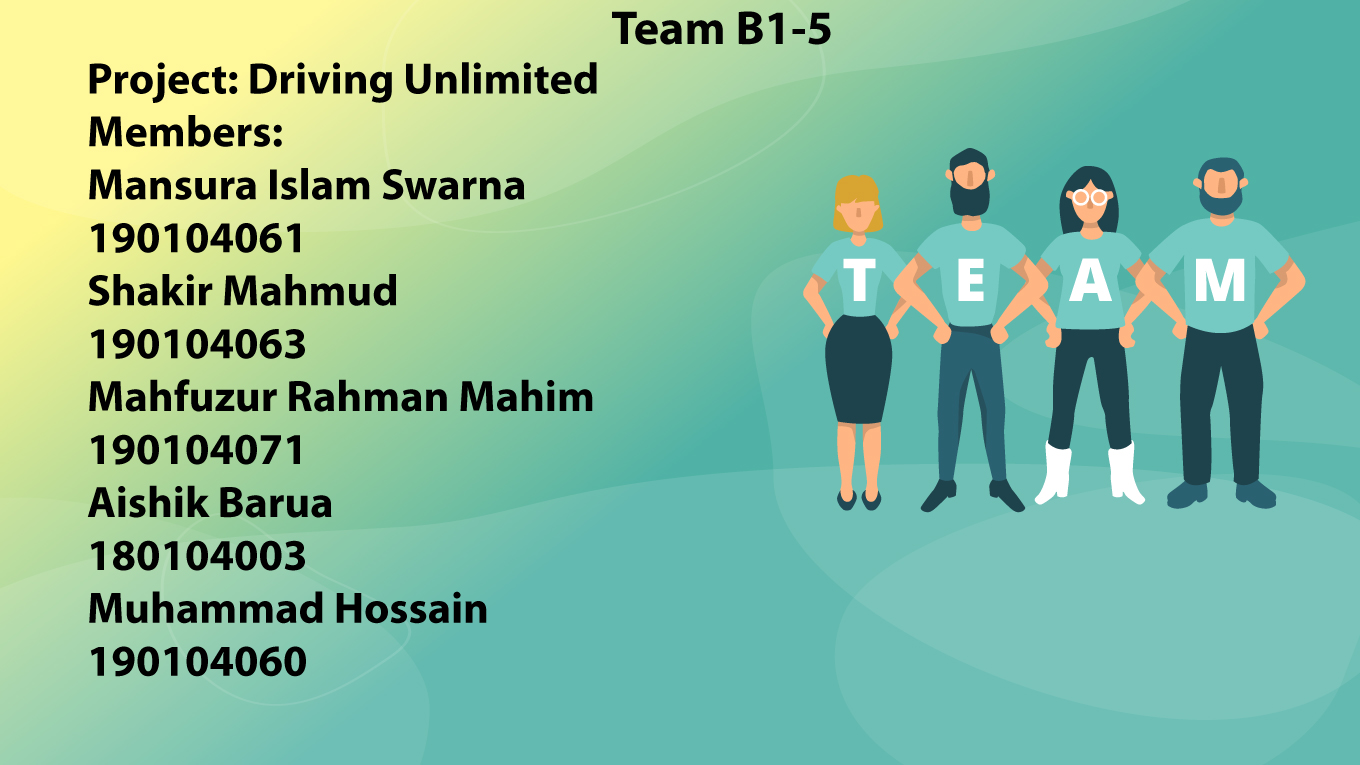 Team B1-5
Project: Driving Unlimited
Members:
Mansura Islam Swarna
190104061
Shakir Mahmud
190104063
Mahfuzur Rahman Mahim
190104071
Aishik Barua
180104003
Muhammad Hossain
190104060
T E A M